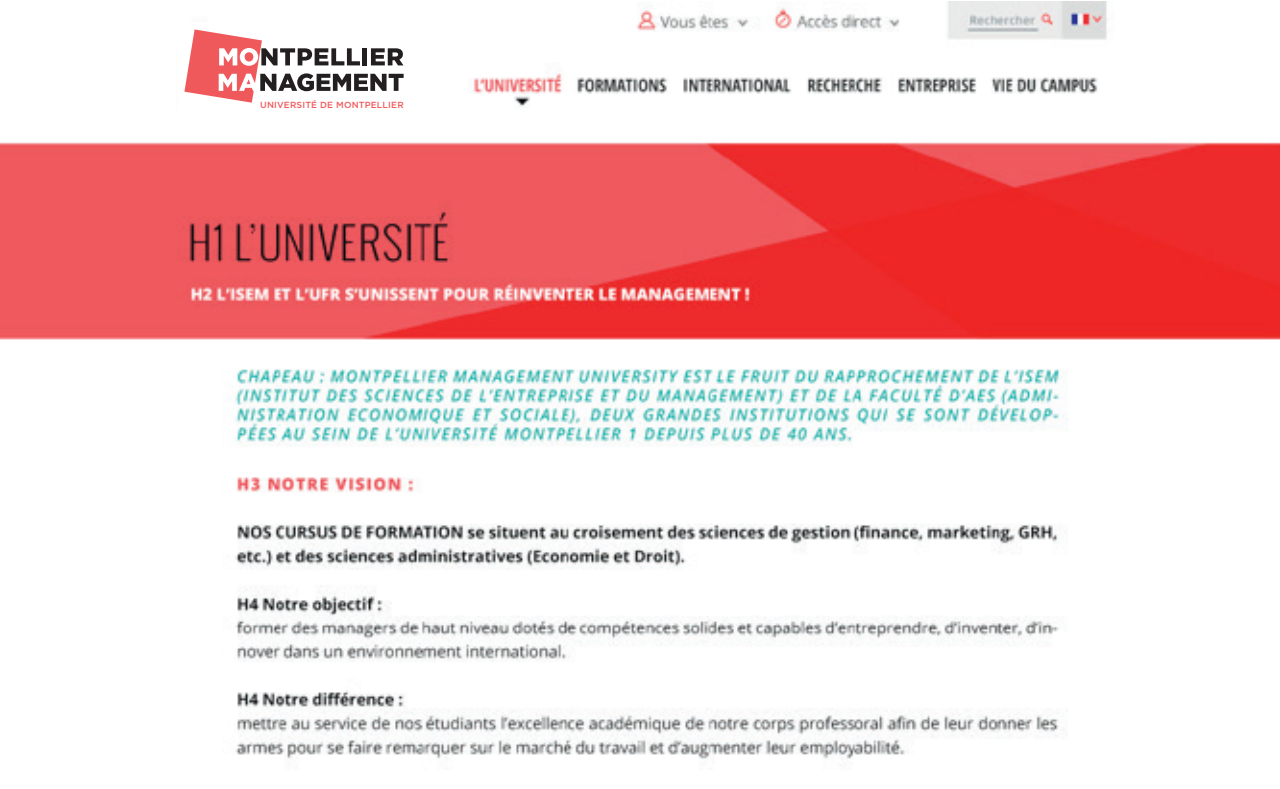 Vous êtes
Accès direct
Rechercher
MONTPELLIER
MANAGEMENT
UNIVERSITÉ DE MONTPELLIER
L'UNIVERSITÉ FORMATIONS INTERNATIONAL RECHERCHE ENTREPRISE VIE DU CAMPUS
H1 L'UNIVERSITÉ
H2 L'ISEM ET L'UFR S'UNISSENT POUR RÉINVENTER LE MANAGEMENT !
CHAPEAU : MONTPELLIER MANAGEMENT UNIVERSITY EST LE FRUIT DU RAPPROCHEMENT DE L'ISEM
(INSTITUT DES SCIENCES DE L'ENTREPRISE ET DU MANAGEMENT) ET DE LA FACULTÉ D'AES (ADMI-
NISTRATION ECONOMIQUE ET SOCIALE), DEUX GRANDES INSTITUTIONS QUI SE SONT DÉVELOP-
PÉES AU SEIN DE L'UNIVERSITÉ MONTPELLIER 1 DEPUIS PLUS DE 40 ANS.
H3 NOTRE VISION :
NOS CURSUS DE FORMATION se situent au croisement des sciences de gestion (finance, marketing, GRH,
etc.) et des sciences administratives (Economie et Droit).
H4 Notre objectif :
former des managers de haut niveau dotés de compétences solides et capables d'entreprendre, d'inventer, d'in-
nover dans un environnement international.
H4 Notre différence :
mettre au service de nos étudiants l'excellence académique de notre corps professoral afin de leur donner les
armes pour se faire remarquer sur le marché du travail et d'augmenter leur employabilité.